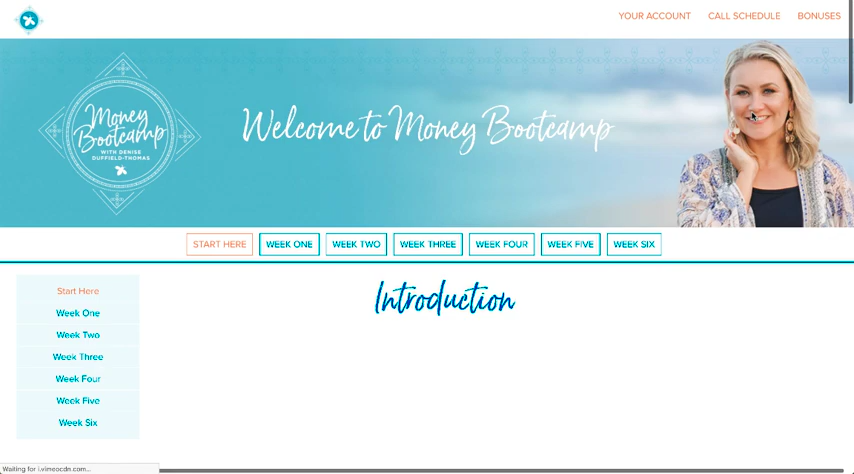 YOUR ACCOUNT CALL SCHEDULE BONUSES
Money
Bootcamp
WITH DENISE
DUFFIELD-THOMAS
Welcome to Money Bootcamp
START HERE WEEK ONE WEEK TWO WEEK THREE WEEK FOUR WEEK FIVE WEEK SIX
Start Here
Week One
Week Two
Week Three
Week Four
Week Five
Week Six
Introduction
Waiting for i.vimeocdn.com...